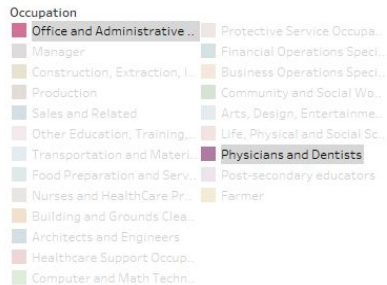 Occupation
Office and Administrative ..
Manager
Construction, Extraction, I..
Production
Sales and Related
Other Education, Training,..
Transportation and Materi..
Food Preparation and Serv..
Nurses and HealthCare Pr..
Building and Grounds Clea..
Architects and Engineers
Healthcare Support Occup..
Computer and Math Techn..
Protective Service Occupa..
Financial Operations Speci..
Business Operations Speci..
Community and Social Wo..
Arts, Design, Entertainme..
Life, Physical and Social Sc..
Physicians and Dentists
Post-secondary educators
Farmer